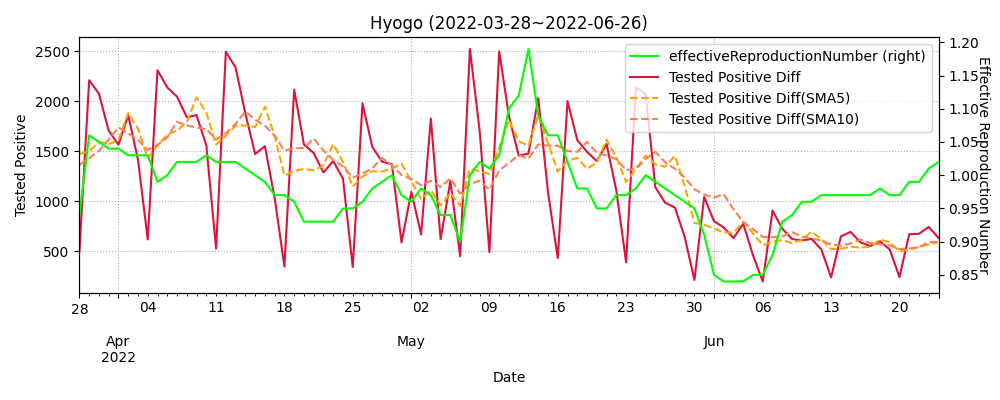 Hyogo (2022-03-28~2022-06-26)
effectiveReproductionNumber (right)
Tested Positive Diff
Tested Positive Diff(SMA5)
Tested Positive Diff(SMA10)
Tested Positive
2500
2000
1500
1000
500
Effective Reproduction Number
1.20
1.15
1.10
1.05
1.00
0.95
0.90
0.85
28 04 11 18 25 02 09 16 23 30 06 13 20
Apr May Jun
2022
Date